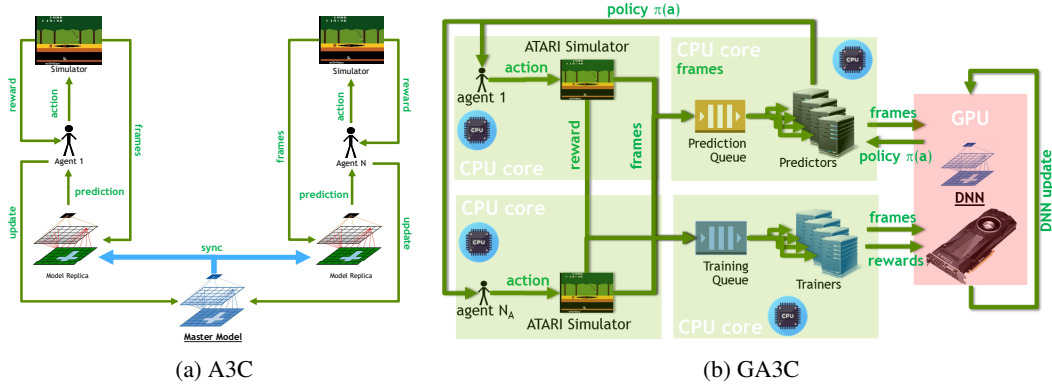 Simulator
reward
action
frames
Agent 1
prediction
update
Model Replica
sync
Master Model
Simulator
reward
action
frames
Agent N
prediction
update
Model Replica
(a) A3C
policy π(a)
ATARI Simulator
action
agent 1
CPU
CPU core
reward
frames
CPU core
CPU
action
agent NA
ATARI Simulator
CPU core
frames
CPU
Prediction
Queue
Predictors
frames
policy π(a)
Training
Queue
Trainers
frames
rewards
CPU
CPU core
GPU
DNN
DNN update
(b) GA3C